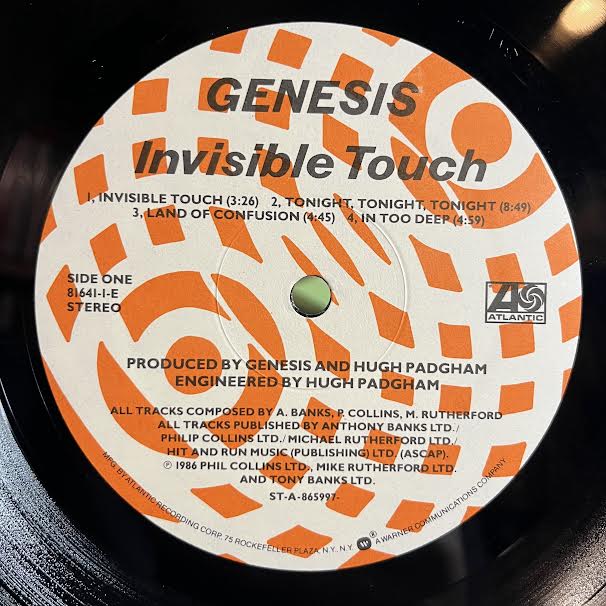 GENESIS
Invisible Touch
1, INVISIBLE TOUCH (3:26) 2, TONIGHT, TONIGHT, TONIGHT (8:49)
3, LAND OF CONFUSION (4:45) 4, IN TOO DEEP (4:59)
SIDE ONE
81641-1-E
STEREO
ATLANTIC
PRODUCED BY GENESIS AND HUGH PADGHAM
ENGINEERED BY HUGH PADGHAM
ALL TRACKS COMPOSED BY A. BANKS, P. COLLINS, M. RUTHERFORD
ALL TRACKS PUBLISHED BY ANTHONY BANKS LTD./
PHILIP COLLINS LTD./ MICHAEL RUTHERFORD LTD./
HIT AND RUN MUSIC (PUBLISHING) LTD. (ASCAP).
℗ 1986 PHIL COLLINS LTD., MIKE RUTHERFORD LTD.
AND TONY BANKS LTD.
ST-A-865997-
MFG. BY ATLANTIC RECORDING CORP. 75 ROCKEFELLER PLAZA, N.Y. N.Y. ® A WARNER COMMUNICATIONS COMPANY